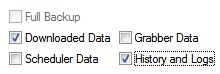 Full Backup
Downloaded Data Grabber Data
Scheduler Data History and Logs